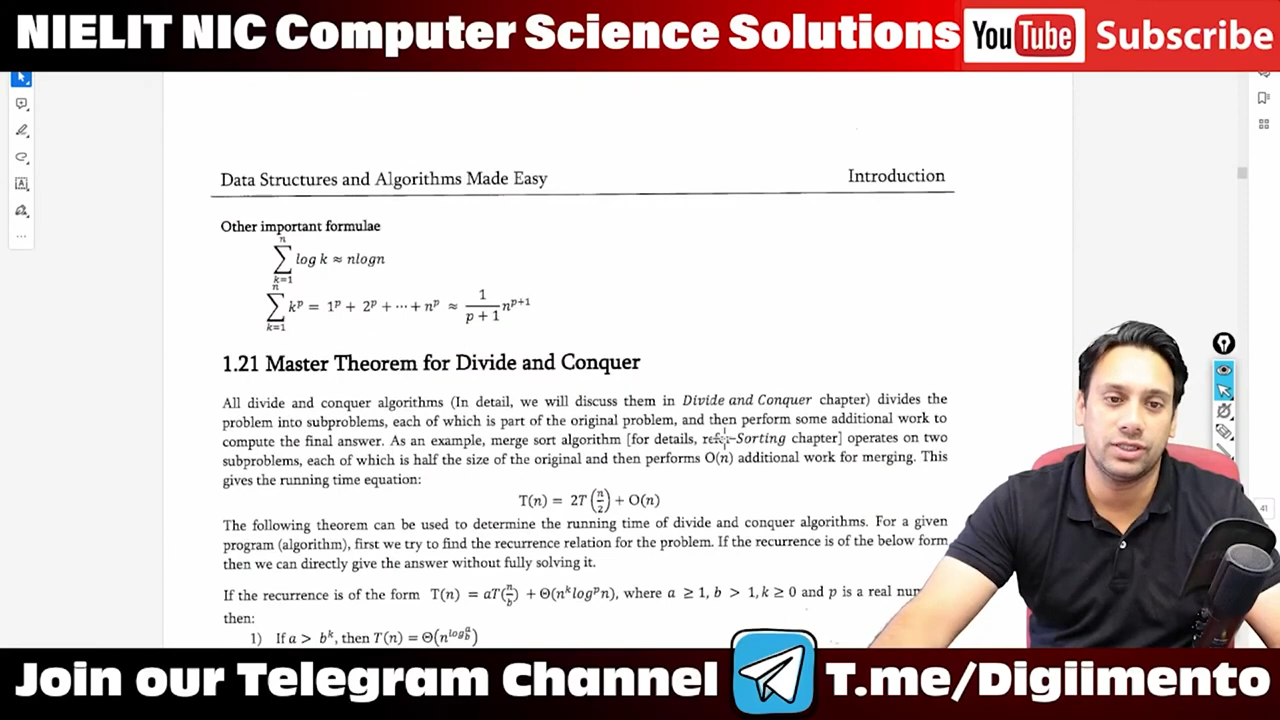 NIELIT NIC Computer Science Solutions YouTube Subscribe
Data Structures and Algorithms Made Easy Introduction
Other important formulae
n
∑ log k ≈ nlogn
k=1
n
∑ kᵖ = 1ᵖ + 2ᵖ + ⋯ + nᵖ ≈ 1/(p+1) nᵖ⁺¹
k=1
1.21 Master Theorem for Divide and Conquer
All divide and conquer algorithms (In detail, we will discuss them in Divide and Conquer chapter) divides the
problem into subproblems, each of which is part of the original problem, and then perform some additional work to
compute the final answer. As an example, merge sort algorithm [for details, refer Sorting chapter] operates on two
subproblems, each of which is half the size of the original and then performs O(n) additional work for merging. This
gives the running time equation:
T(n) = 2T(n/2) + O(n)
The following theorem can be used to determine the running time of divide and conquer algorithms. For a given
program (algorithm), first we try to find the recurrence relation for the problem. If the recurrence is of the below form
then we can directly give the answer without fully solving it.
If the recurrence is of the form T(n) = aT(n/b) + Θ(nᵏlogᵖn), where a ≥ 1, b > 1, k ≥ 0 and p is a real
then:
1) If a > bᵏ, then T(n) = Θ(n^log_b^a)
41
Join our Telegram Channel T.me/Digiimento